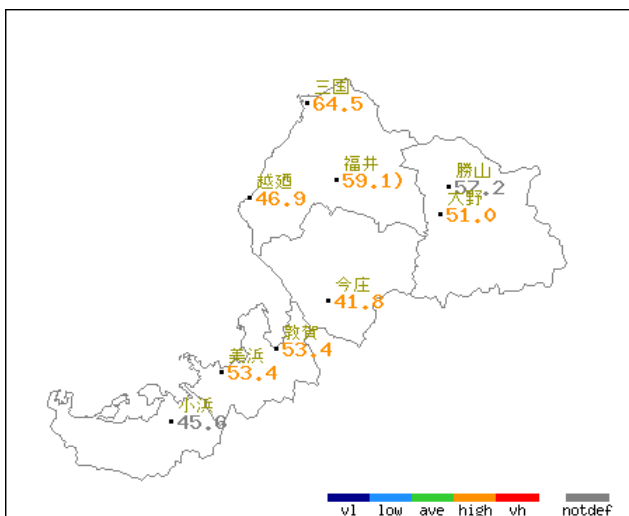 三国
64.5
福井
59.1)
越廼
46.9
勝山
52.2
大野
51.0
今庄
41.8
敦賀
53.4
美浜
53.4
小浜
45.6
vl low ave high vh notdef